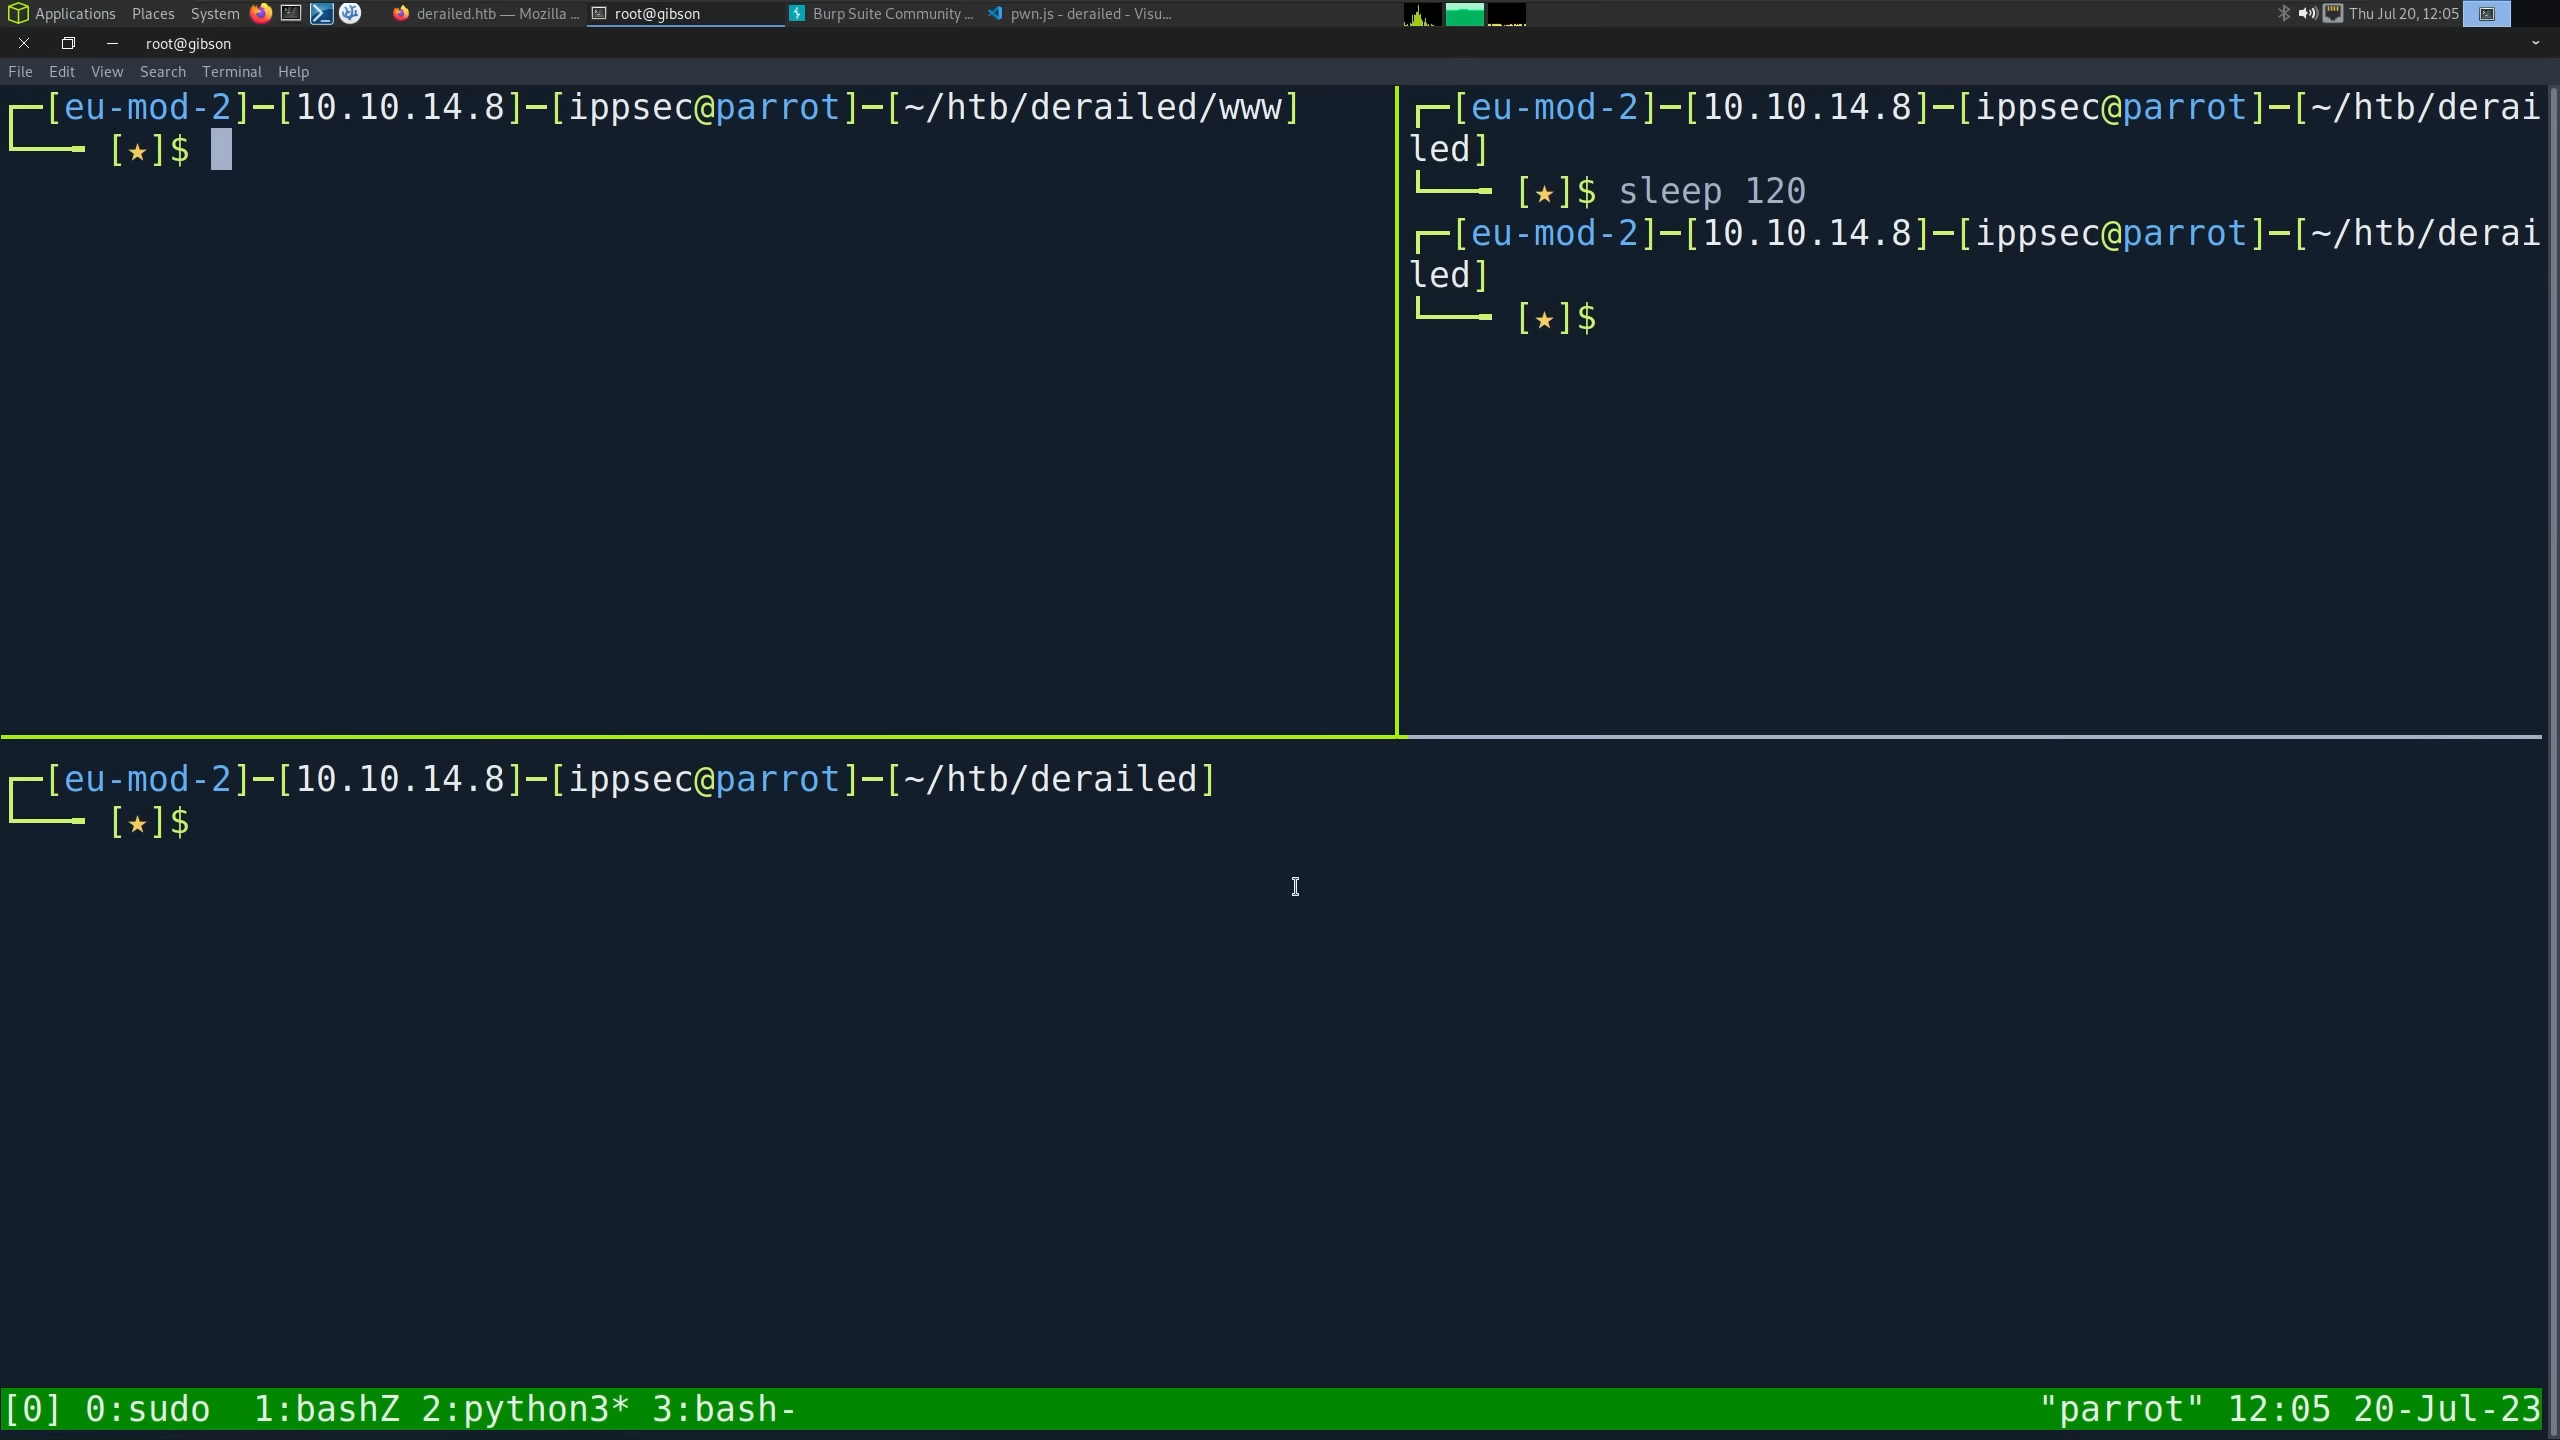 Applications Places System derailed.htb — Mozilla ... root@gibson Burp Suite Community ... pwn.js - derailed - Visu... Thu Jul 20, 12:05
root@gibson
File Edit View Search Terminal Help
┌─[eu-mod-2]─[10.10.14.8]─[ippsec@parrot]─[~/htb/derailed/www]
└──╼ [★]$
┌─[eu-mod-2]─[10.10.14.8]─[ippsec@parrot]─[~/htb/derai
led]
└──╼ [★]$ sleep 120
┌─[eu-mod-2]─[10.10.14.8]─[ippsec@parrot]─[~/htb/derai
led]
└──╼ [★]$
┌─[eu-mod-2]─[10.10.14.8]─[ippsec@parrot]─[~/htb/derailed]
└──╼ [★]$
[0] 0:sudo  1:bashZ 2:python3* 3:bash- "parrot" 12:05 20-Jul-23